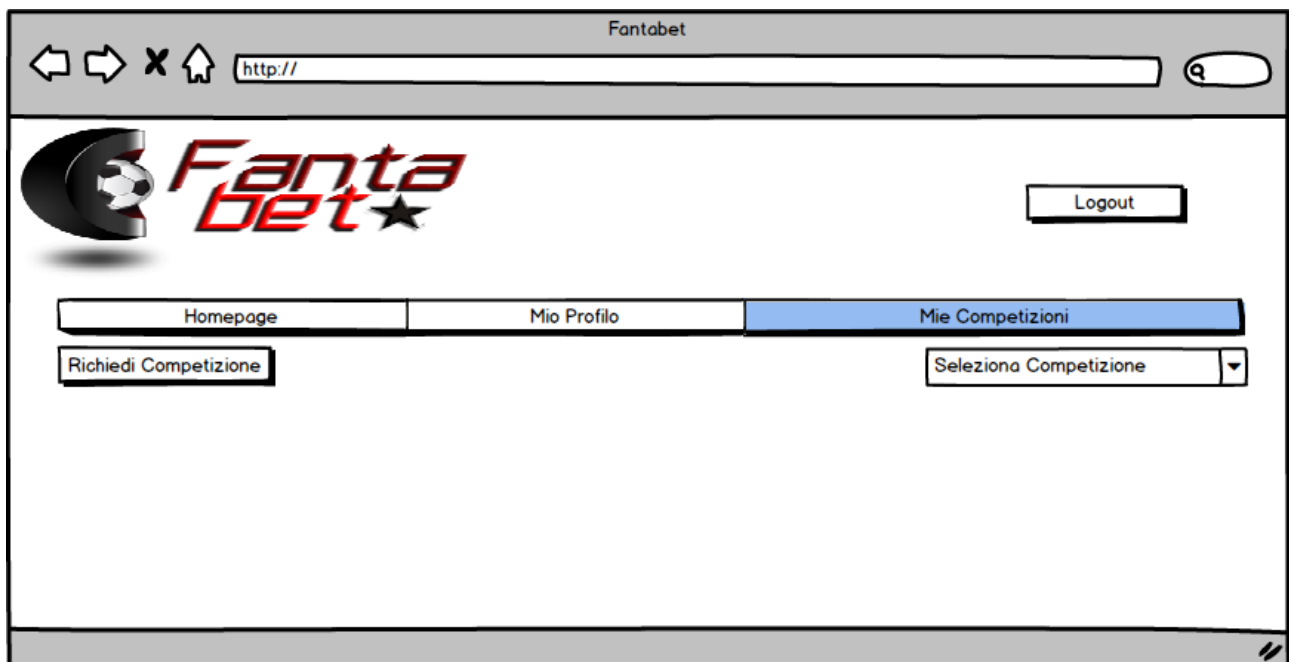 Fantabet
http://
Fanta
bet
Logout
Homepage Mio Profilo Mie Competizioni
Richiedi Competizione Seleziona Competizione